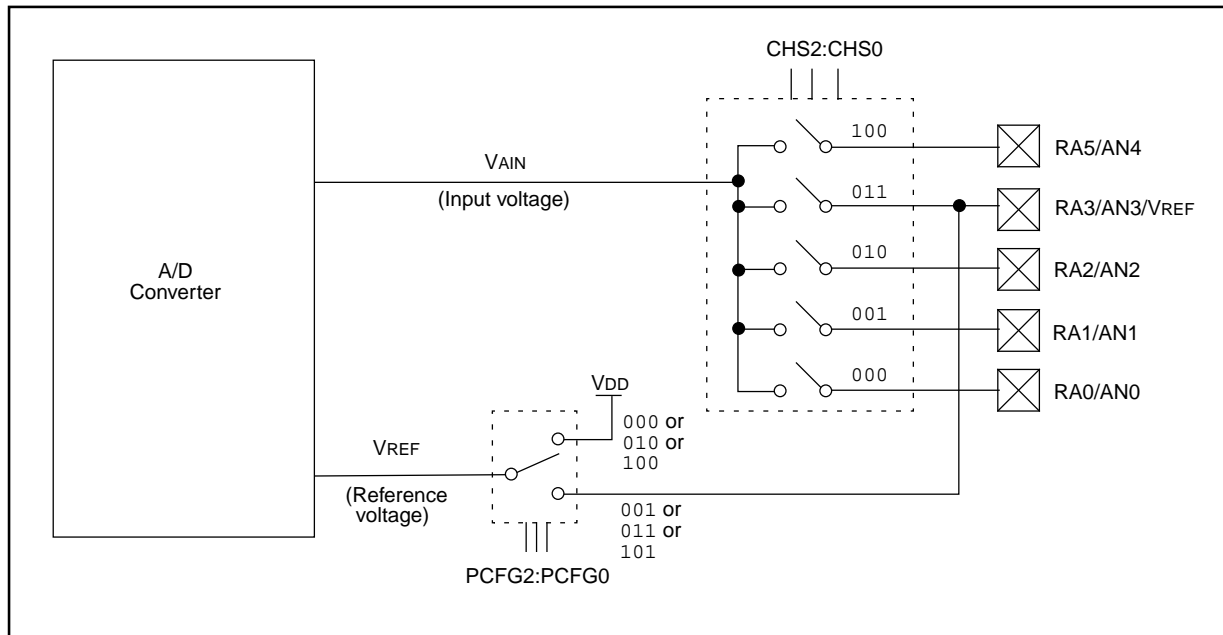 CHS2:CHS0
100
RA5/AN4
VAIN
(Input voltage)
011
RA3/AN3/VREF
010
RA2/AN2
A/D
Converter
001
RA1/AN1
000
RA0/AN0
VDD
000 or
010 or
100
VREF
(Reference
voltage)
001 or
011 or
101
PCFG2:PCFG0